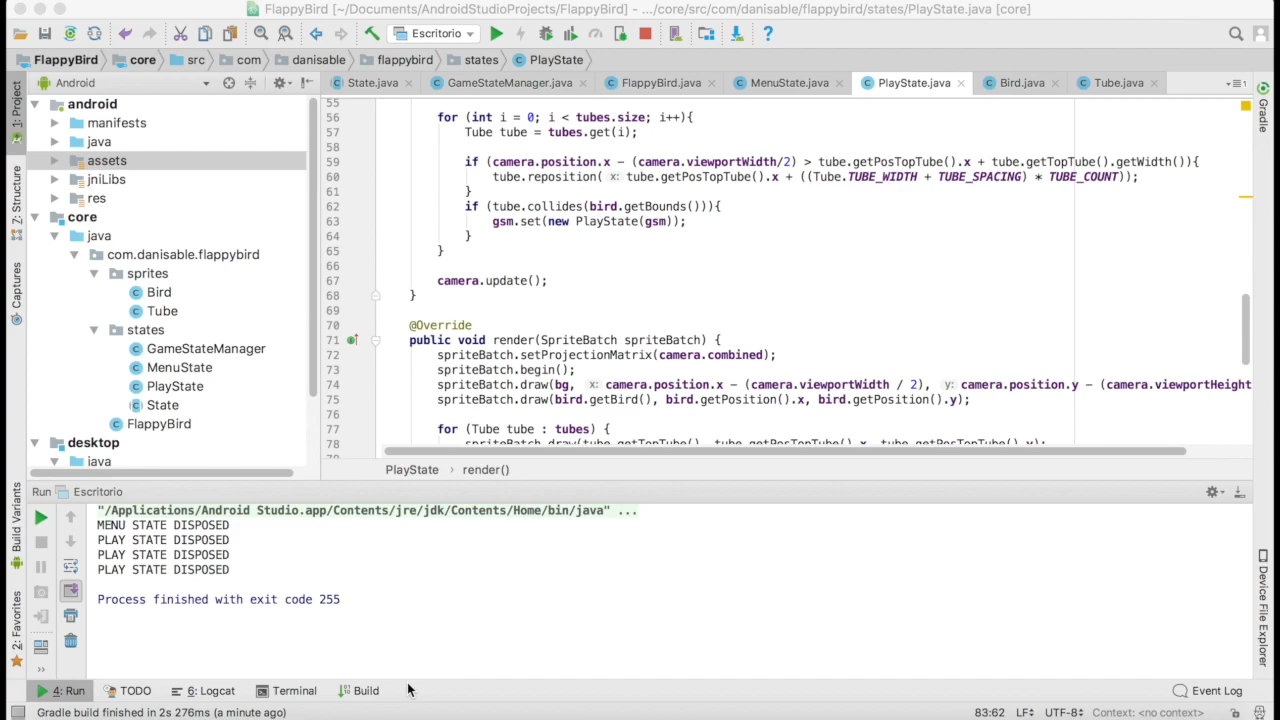 FlappyBird [~/Documents/AndroidStudioProjects/FlappyBird] - .../core/src/com/danisable/flappybird/states/PlayState.java [core]
Escritorio
FlappyBird core src com danisable flappybird states PlayState
Android
State.java GameStateManager.java FlappyBird.java MenuState.java PlayState.java Bird.java Tube.java
1: Project
7: Structure
Captures
Build Variants
2: Favorites
android
manifests
java
assets
jniLibs
res
core
java
com.danisable.flappybird
sprites
Bird
Tube
states
GameStateManager
MenuState
PlayState
State
FlappyBird
desktop
java
55
56 for (int i = 0; i < tubes.size; i++){
57 Tube tube = tubes.get(i);
58
59 if (camera.position.x - (camera.viewportWidth/2) > tube.getPosTopTube().x + tube.getTopTube().getWidth()){
60 tube.reposition( x: tube.getPosTopTube().x + ((Tube.TUBE_WIDTH + TUBE_SPACING) * TUBE_COUNT));
61 }
62 if (tube.collides(bird.getBounds())){
63 gsm.set(new PlayState(gsm));
64 }
65 }
66
67 camera.update();
68 }
69
70 @Override
71 public void render(SpriteBatch spriteBatch) {
72 spriteBatch.setProjectionMatrix(camera.combined);
73 spriteBatch.begin();
74 spriteBatch.draw(bg, x: camera.position.x - (camera.viewportWidth / 2), y: camera.position.y - (camera.viewportHeight
75 spriteBatch.draw(bird.getBird(), bird.getPosition().x, bird.getPosition().y);
76
77 for (Tube tube : tubes) {
78 spriteBatch.draw(tube.getTopTube(), tube.getPosTopTube().x, tube.getPosTopTube().y);
PlayState render()
Gradle
Device File Explorer
Run Escritorio
"/Applications/Android Studio.app/Contents/jre/jdk/Contents/Home/bin/java" ...
MENU STATE DISPOSED
PLAY STATE DISPOSED
PLAY STATE DISPOSED
PLAY STATE DISPOSED
Process finished with exit code 255
4: Run TODO 6: Logcat Terminal Build Event Log
Gradle build finished in 2s 276ms (a minute ago) 83:62 LF UTF-8 Context: <no context>